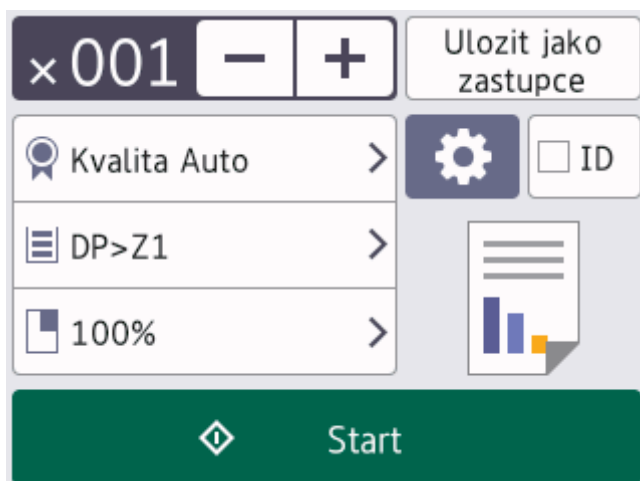 ×001 − +
Ulozit jako
zastupce
Kvalita Auto
ID
DP>Z1
100%
Start